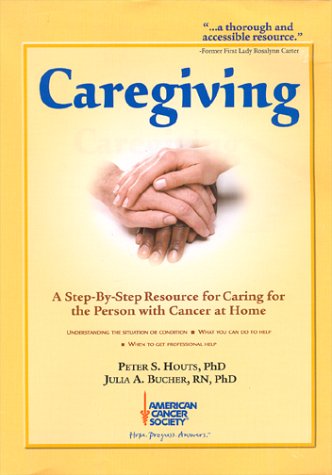 "...a thorough and
accessible resource."
-Former First Lady Rosalynn Carter
Caregiving
A Step-By-Step Resource for Caring for
the Person with Cancer at Home
Understanding the situation or condition ▪ What you can do to help
▪ When to get professional help
Peter S. Houts, PhD
Julia A. Bucher, RN, PhD
AMERICAN
CANCER
SOCIETY®
Hope. Progress. Answers.™